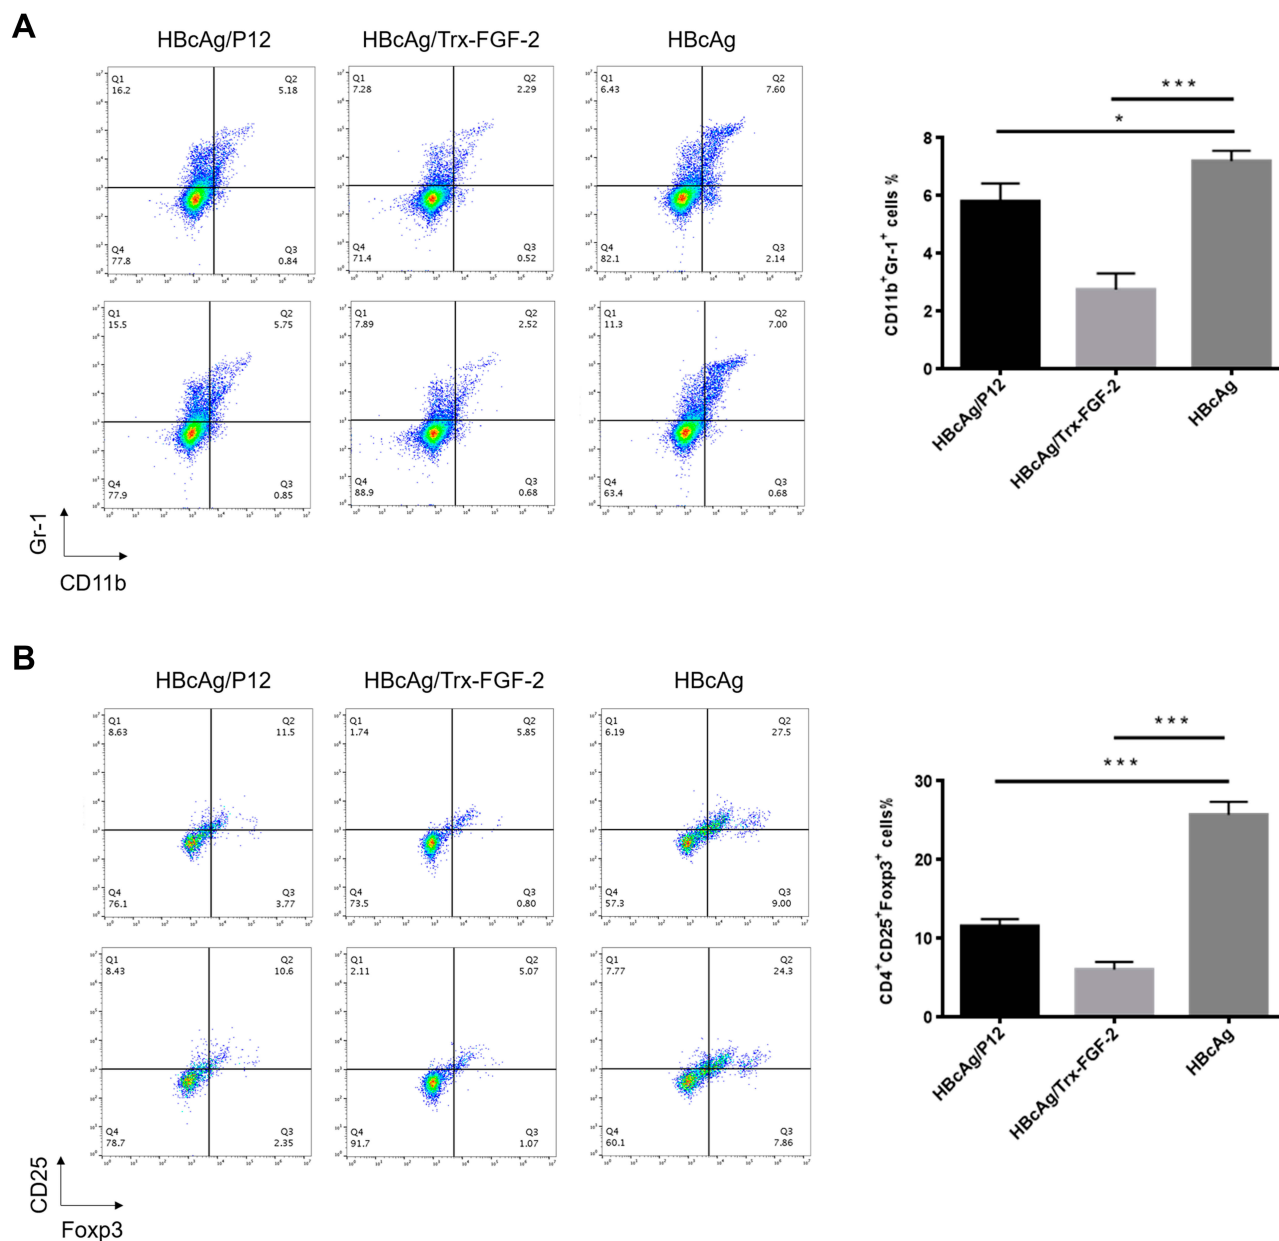 A
HBcAg/P12
HBcAg/Trx-FGF-2
HBcAg
Q1
16.2
Q2
5.18
Q4
77.8
Q3
0.84
Q1
7.28
Q2
2.29
Q4
71.4
Q3
0.52
Q1
6.43
Q2
7.60
Q4
82.1
Q3
2.14
Q1
15.5
Q2
5.75
Q4
77.9
Q3
0.85
Q1
7.89
Q2
2.52
Q4
88.9
Q3
0.68
Q1
11.3
Q2
7.00
Q4
63.4
Q3
0.68
Gr-1
CD11b
***
*
CD11b⁺Gr-1⁺ cells %
8
6
4
2
0
HBcAg/P12
HBcAg/Trx-FGF-2
HBcAg
B
HBcAg/P12
HBcAg/Trx-FGF-2
HBcAg
Q1
8.63
Q2
11.5
Q4
76.1
Q3
3.77
Q1
1.74
Q2
5.85
Q4
73.5
Q3
0.80
Q1
6.19
Q2
27.5
Q4
57.3
Q3
9.00
Q1
8.43
Q2
10.6
Q4
78.7
Q3
2.35
Q1
2.11
Q2
5.07
Q4
91.7
Q3
1.07
Q1
7.77
Q2
24.3
Q4
60.1
Q3
7.86
CD25
Foxp3
***
***
CD4⁺CD25⁺Foxp3⁺ cells%
30
20
10
0
HBcAg/P12
HBcAg/Trx-FGF-2
HBcAg